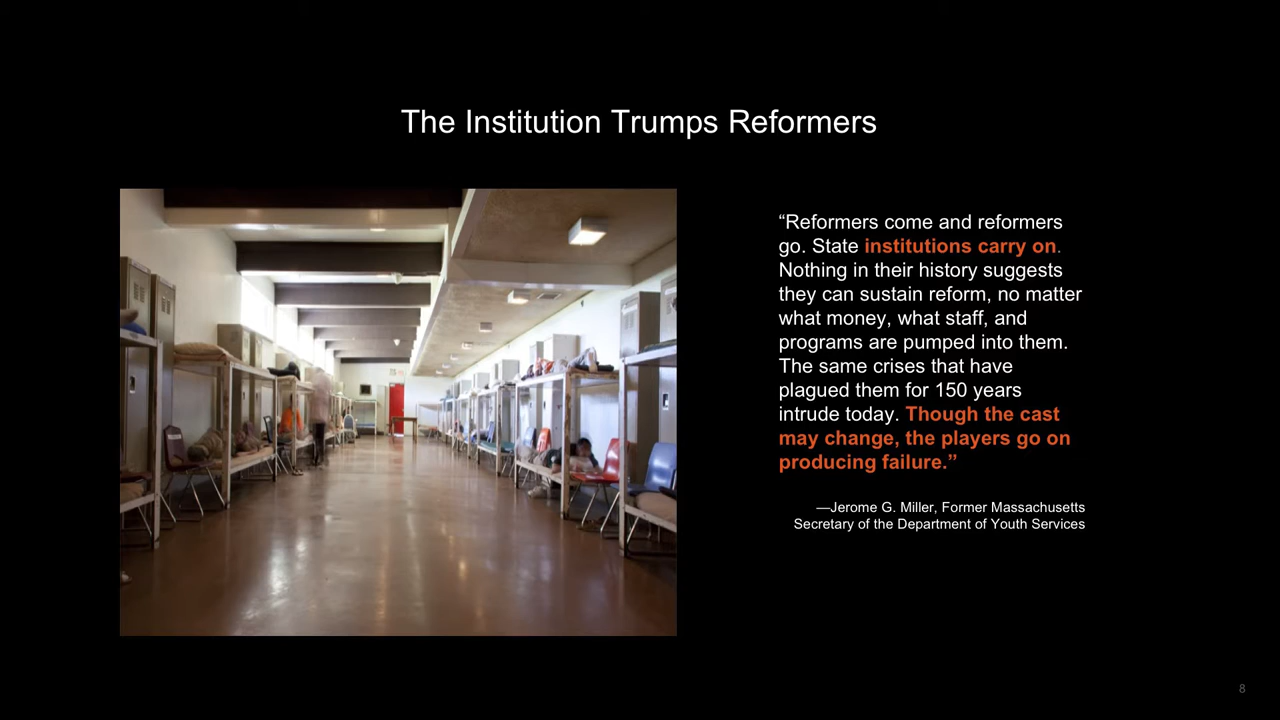 The Institution Trumps Reformers
“Reformers come and reformers
go. State institutions carry on.
Nothing in their history suggests
they can sustain reform, no matter
what money, what staff, and
programs are pumped into them.
The same crises that have
plagued them for 150 years
intrude today. Though the cast
may change, the players go on
producing failure.”
—Jerome G. Miller, Former Massachusetts
Secretary of the Department of Youth Services
8